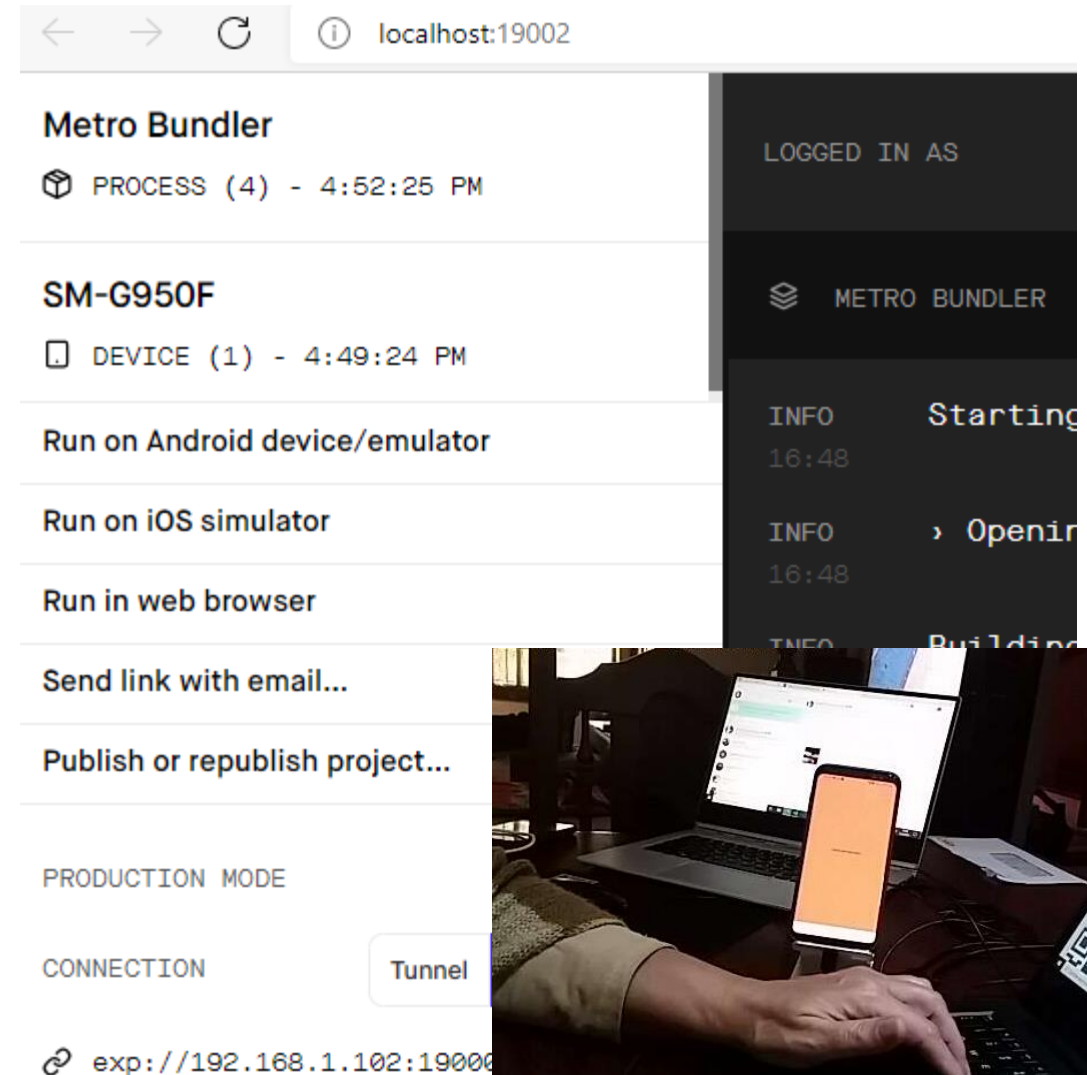 localhost:19002
Metro Bundler
PROCESS (4) - 4:52:25 PM
SM-G950F
DEVICE (1) - 4:49:24 PM
Run on Android device/emulator
Run on iOS simulator
Run in web browser
Send link with email...
Publish or republish project...
PRODUCTION MODE
CONNECTION
Tunnel
exp://192.168.1.102:19000
LOGGED IN AS
METRO BUNDLER
INFO Starting
16:48
INFO › Openin
16:48
INFO Building